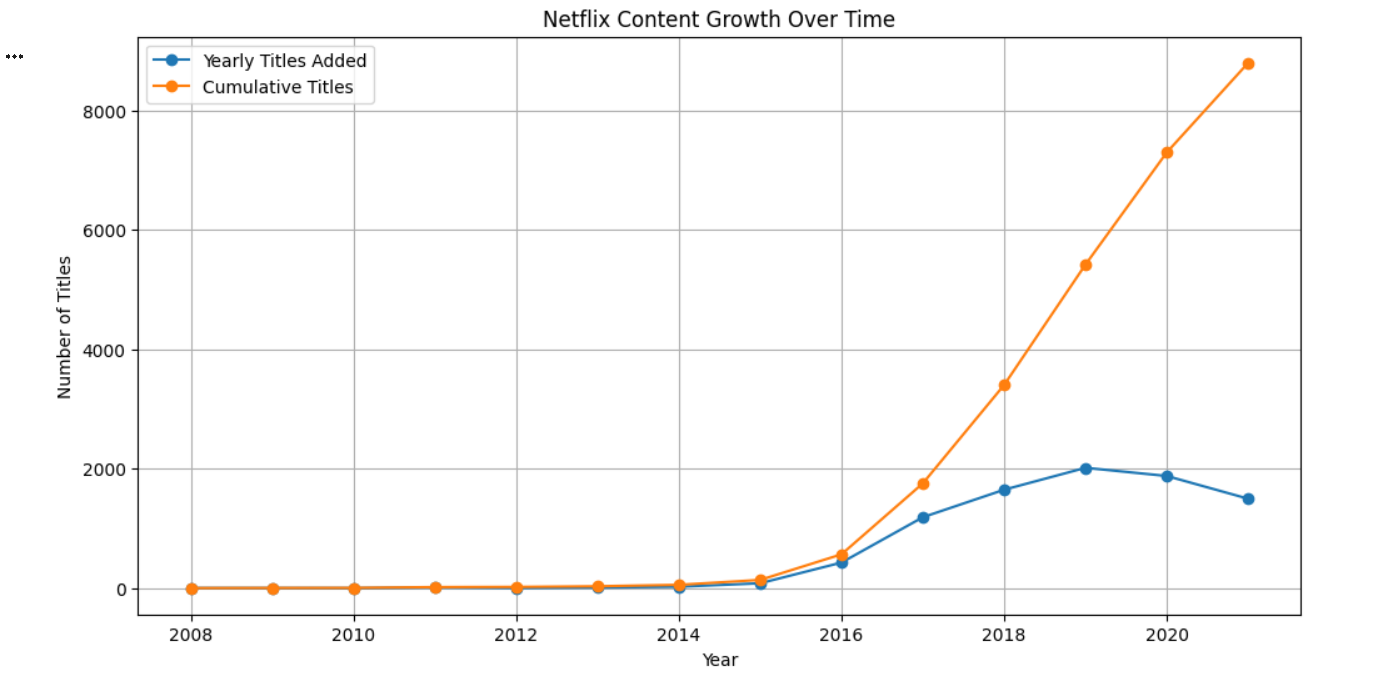 Netflix Content Growth Over Time
...
Yearly Titles Added
Cumulative Titles
8000
6000
4000
2000
0
Number of Titles
2008 2010 2012 2014 2016 2018 2020
Year